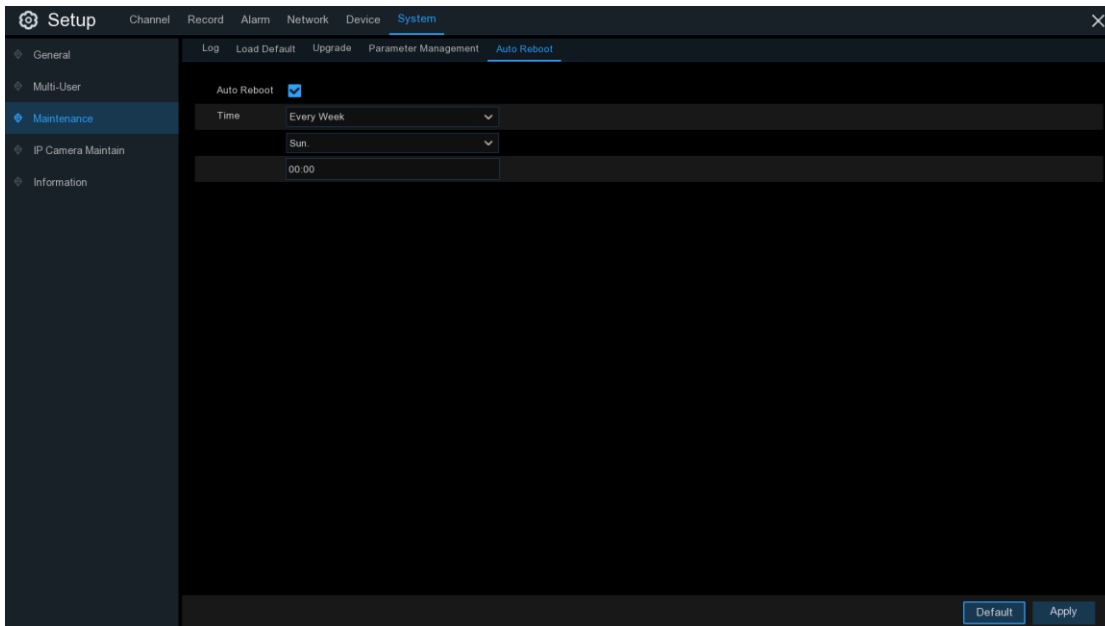 Setup Channel Record Alarm Network Device System
General
Multi-User
Maintenance
IP Camera Maintain
Information
Log Load Default Upgrade Parameter Management Auto Reboot
Auto Reboot
Time Every Week
Sun.
00:00
Default Apply